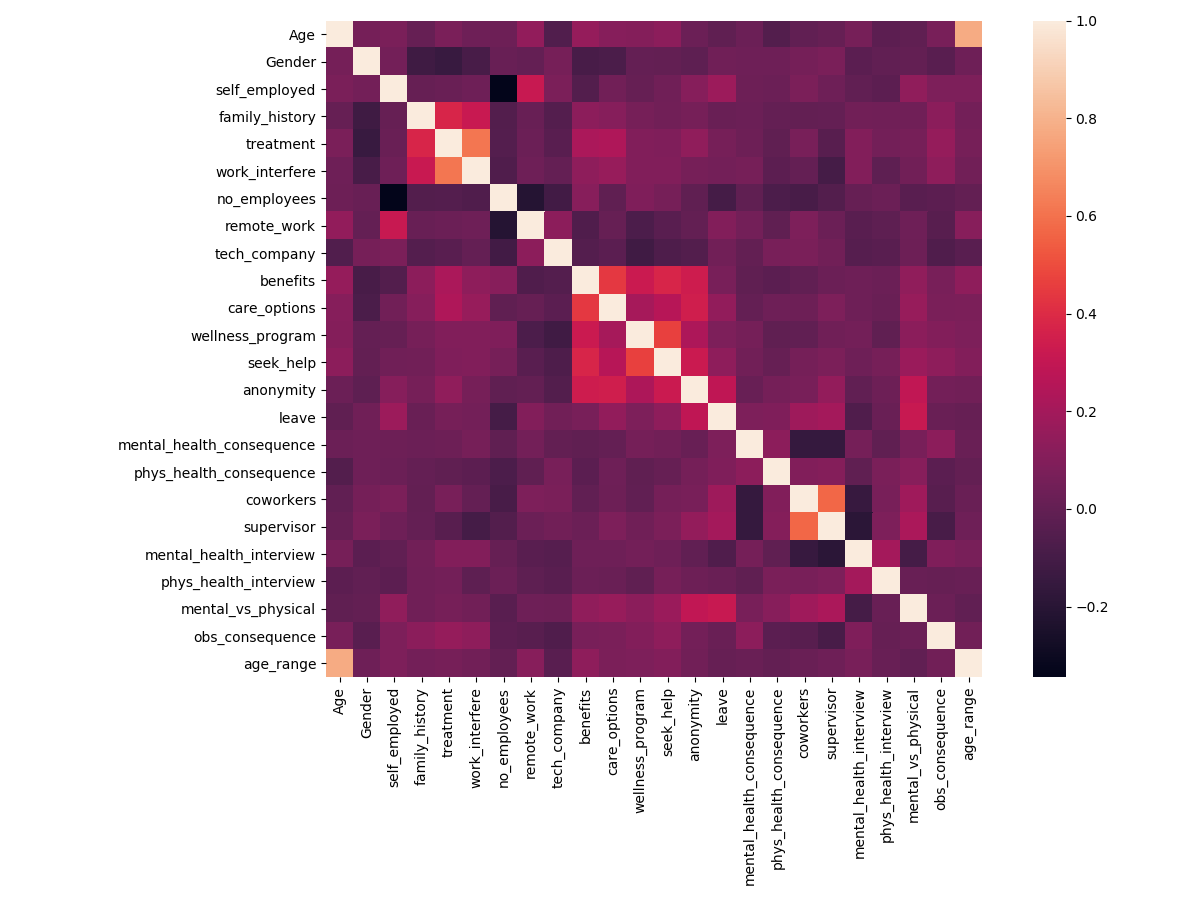 Age
Gender
self_employed
family_history
treatment
work_interfere
no_employees
remote_work
tech_company
benefits
care_options
wellness_program
seek_help
anonymity
leave
mental_health_consequence
phys_health_consequence
coworkers
supervisor
mental_health_interview
phys_health_interview
mental_vs_physical
obs_consequence
age_range
Age
Gender
self_employed
family_history
treatment
work_interfere
no_employees
remote_work
tech_company
benefits
care_options
wellness_program
seek_help
anonymity
leave
mental_health_consequence
phys_health_consequence
coworkers
supervisor
mental_health_interview
phys_health_interview
mental_vs_physical
obs_consequence
age_range
1.0
0.8
0.6
0.4
0.2
0.0
−0.2